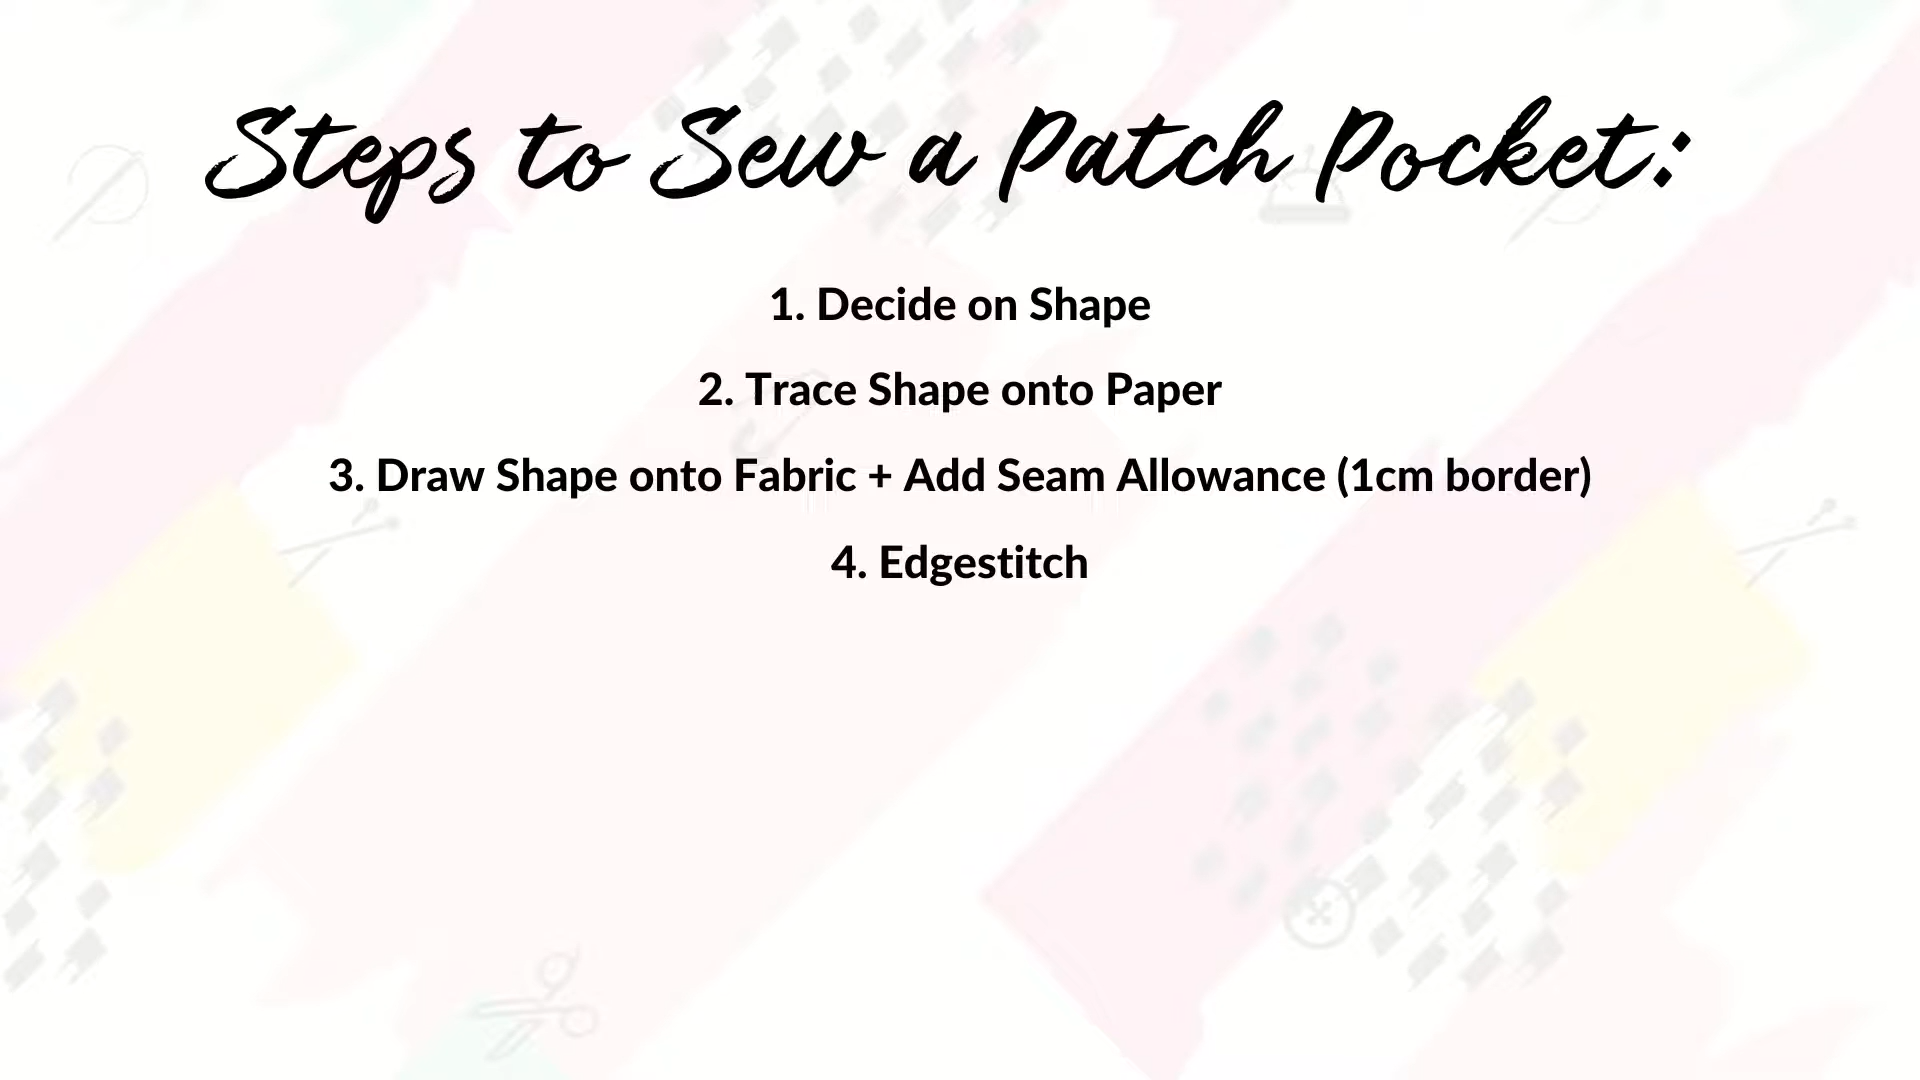 Steps to Sew a Patch Pocket:
1. Decide on Shape
2. Trace Shape onto Paper
3. Draw Shape onto Fabric + Add Seam Allowance (1cm border)
4. Edgestitch